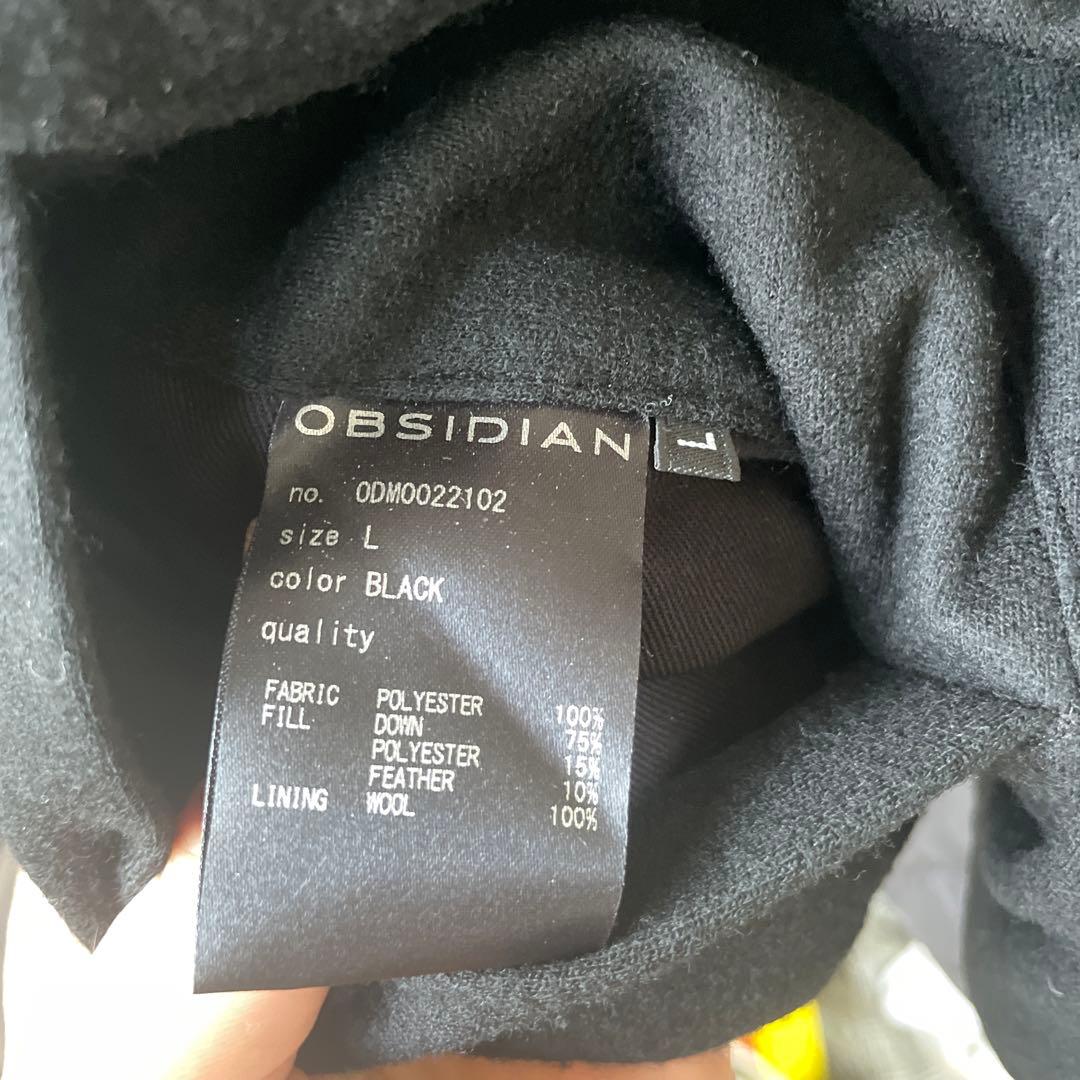 OBSIDIAN
L
no. ODM0022102
size L
color BLACK
quality
FABRIC POLYESTER 100%
FILL DOWN 75%
POLYESTER 15%
FEATHER 10%
LINING WOOL 100%